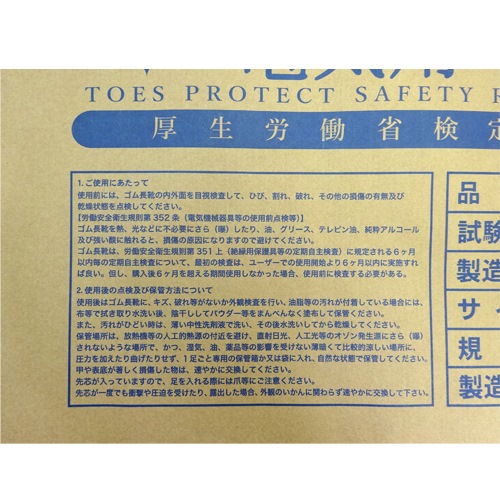 TOES PROTECT SAFETY R
厚生労働省検定
1. ご使用にあたって
使用前には、ゴム長靴の内外面を目視検査して、ひび、割れ、破れ、その他の損傷の有無及び
乾燥状態を点検してください。
【労働安全衛生規則第 352 条（電気機械器具等の使用前点検等）】
ゴム長靴を熱、光などに不必要にさら（曝）したり、油、グリース、テレピン油、純粋アルコール
及び強い酸に触れると、損傷の原因になりますので避けてください。
ゴム長靴は、労働安全衛生規則第 351 条（絶縁用保護具等の定期自主検査）に規定される６ヶ月
以内毎の定期自主検査について、最初の検査は、ユーザーでの使用開始より６ヶ月以内に実施す
れば良い。但し、購入後６ヶ月を超える期間使用しなかった場合、使用前に検査する必要がある。
2. 使用後の点検及び保管方法について
使用後はゴム長靴に、キズ、破れ等がないか外観検査を行い、油脂等の汚れが付着している場合には、
布等で拭き取り水洗い後、陰干ししてパウダー等をまんべんなく塗布して保管ください。
また、汚れがひどい時は、薄い中性洗剤液で洗い、その後水洗いしてから乾燥してください。
保管場所は、放熱機等の人工的熱源の付近を避け、直射日光、人工光等のオゾン発生源にさら（曝）
されないような場所で、かつ、湿気、油、薬品等の影響を受けない薄暗くて比較的涼しい場所に、
圧力を加えたり曲げたりせず、１足ごと専用の保管箱か又は袋に入れ、自然な状態で保管してください。
甲や表底が著しく損傷した物は、速やかに交換してください。
先芯が入っていますので、足を入れる際には爪等にご注意ください。
先芯が一度でも衝撃や圧迫を受けたり、露出した場合、外観のいかんに関わらず速やかに交換して下さい。
品
試験
製造
サイ
規
製造